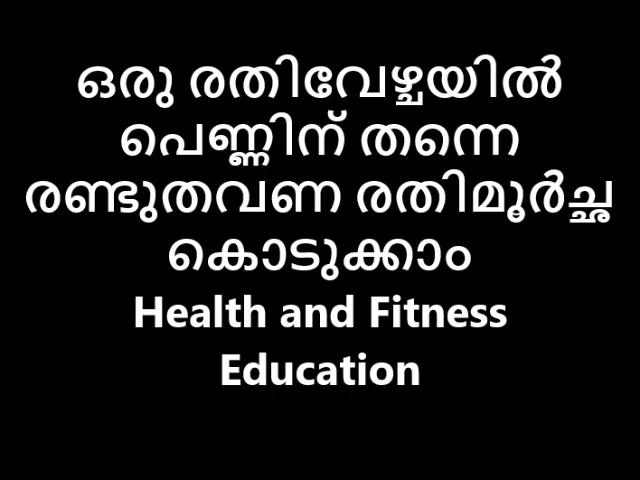 ഒരു രതിവേഴ്ചയിൽ
പെണ്ണിന് തന്നെ
രണ്ടുതവണ രതിമൂർച്ഛ
കൊടുക്കാം
Health and Fitness
Education